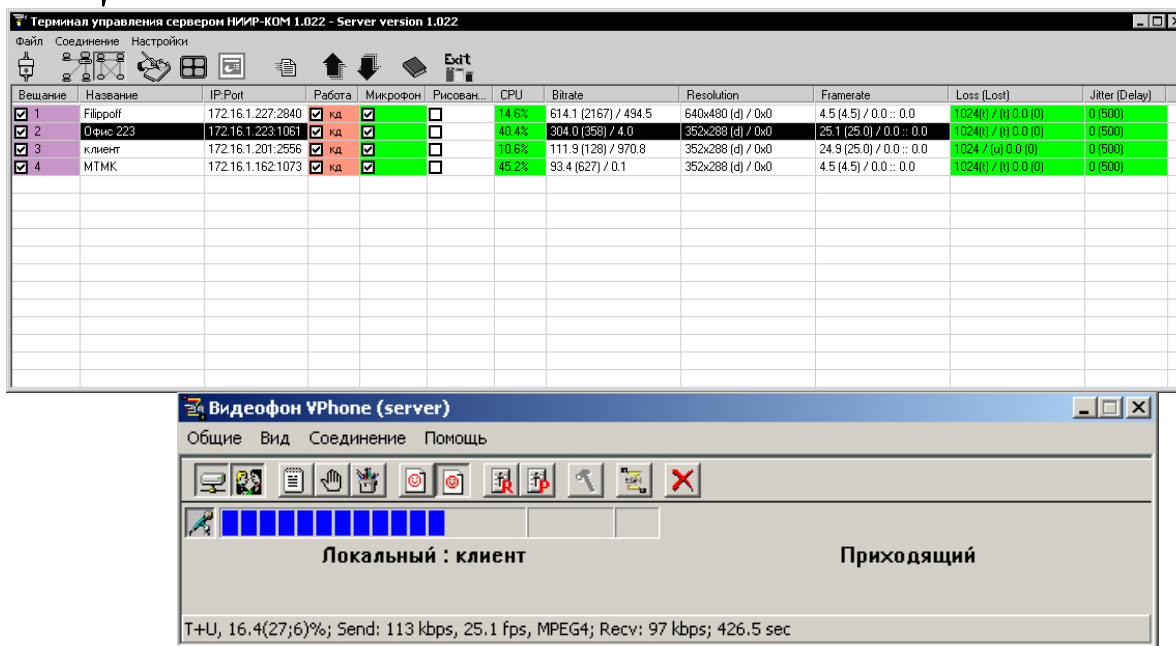 Терминал управления сервером НИИР-КОМ 1.022 - Server version 1.022
Файл Соединение Настройки
Exit
Вещание Название IP:Port Работа Микрофон Рисован... CPU Bitrate Resolution Framerate Loss (Lost) Jitter (Delay)
1 Filippoff 172.16.1.227:2840 кд 14.6% 614.1 (2167) / 494.5 640x480 (d) / 0x0 4.5 (4.5) / 0.0 :: 0.0 1024(t) / (t) 0.0 (0) 0 (500)
2 Офис 223 172.16.1.223:1061 кд 40.4% 304.0 (358) / 4.0 352x288 (d) / 0x0 25.1 (25.0) / 0.0 :: 0.0 1024(t) / (t) 0.0 (0) 0 (500)
3 клиент 172.16.1.201:2556 кд 10.6% 111.9 (128) / 970.8 352x288 (d) / 0x0 24.9 (25.0) / 0.0 :: 0.0 1024 / (u) 0.0 (0) 0 (500)
4 МТМК 172.16.1.162:1073 кд 45.2% 93.4 (627) / 0.1 352x288 (d) / 0x0 4.5 (4.5) / 0.0 :: 0.0 1024(t) / (t) 0.0 (0) 0 (500)
Видеофон VPhone (server)
Общие Вид Соединение Помощь
Локальный : клиент Приходящий
T+U, 16.4(27;6)%; Send: 113 kbps, 25.1 fps, MPEG4; Recv: 97 kbps; 426.5 sec